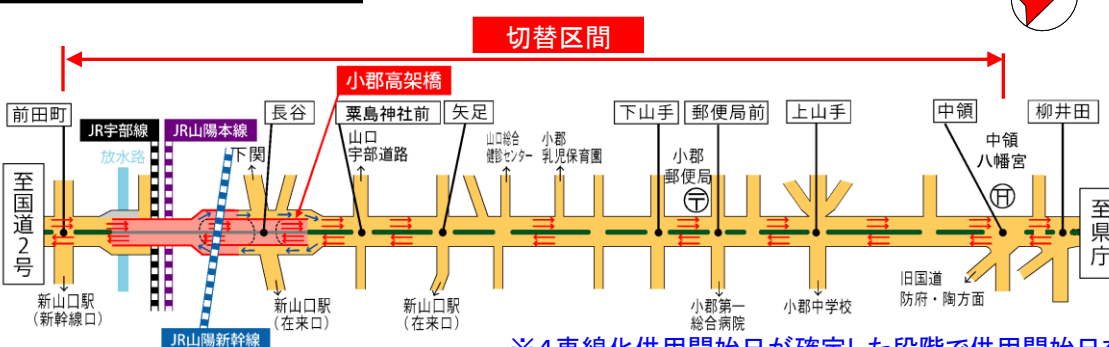 切替区間
小郡高架橋
前田町
JR宇部線
JR山陽本線
長谷
粟島神社前
矢足
下山手
郵便局前
上山手
中領
柳井田
放水路
下関
山口
宇部道路
山口総合
健診センター
小郡
乳児保育園
小郡
郵便局
〒
中領
八幡宮
至国道2号
至県庁
新山口駅
(新幹線口)
新山口駅
(在来口)
新山口駅
(在来口)
小郡第一
総合病院
小郡中学校
旧国道
防府・陶方面
JR山陽新幹線